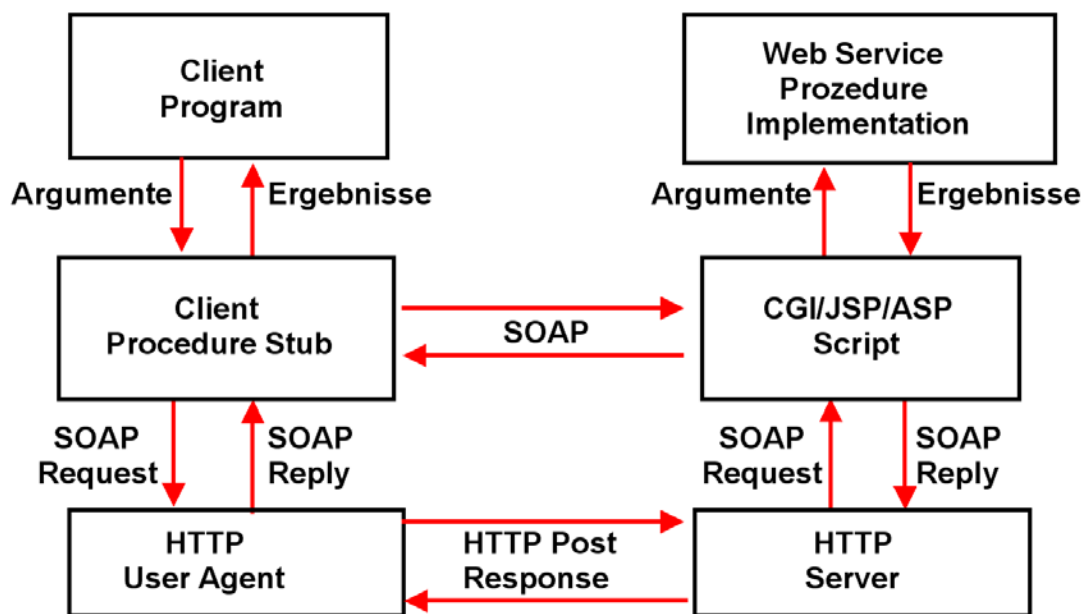 Client
Program
Web Service
Prozedure
Implementation
Argumente
Ergebnisse
Argumente
Ergebnisse
Client
Procedure Stub
SOAP
CGI/JSP/ASP
Script
SOAP
Request
SOAP
Reply
SOAP
Request
SOAP
Reply
HTTP
User Agent
HTTP Post
Response
HTTP
Server